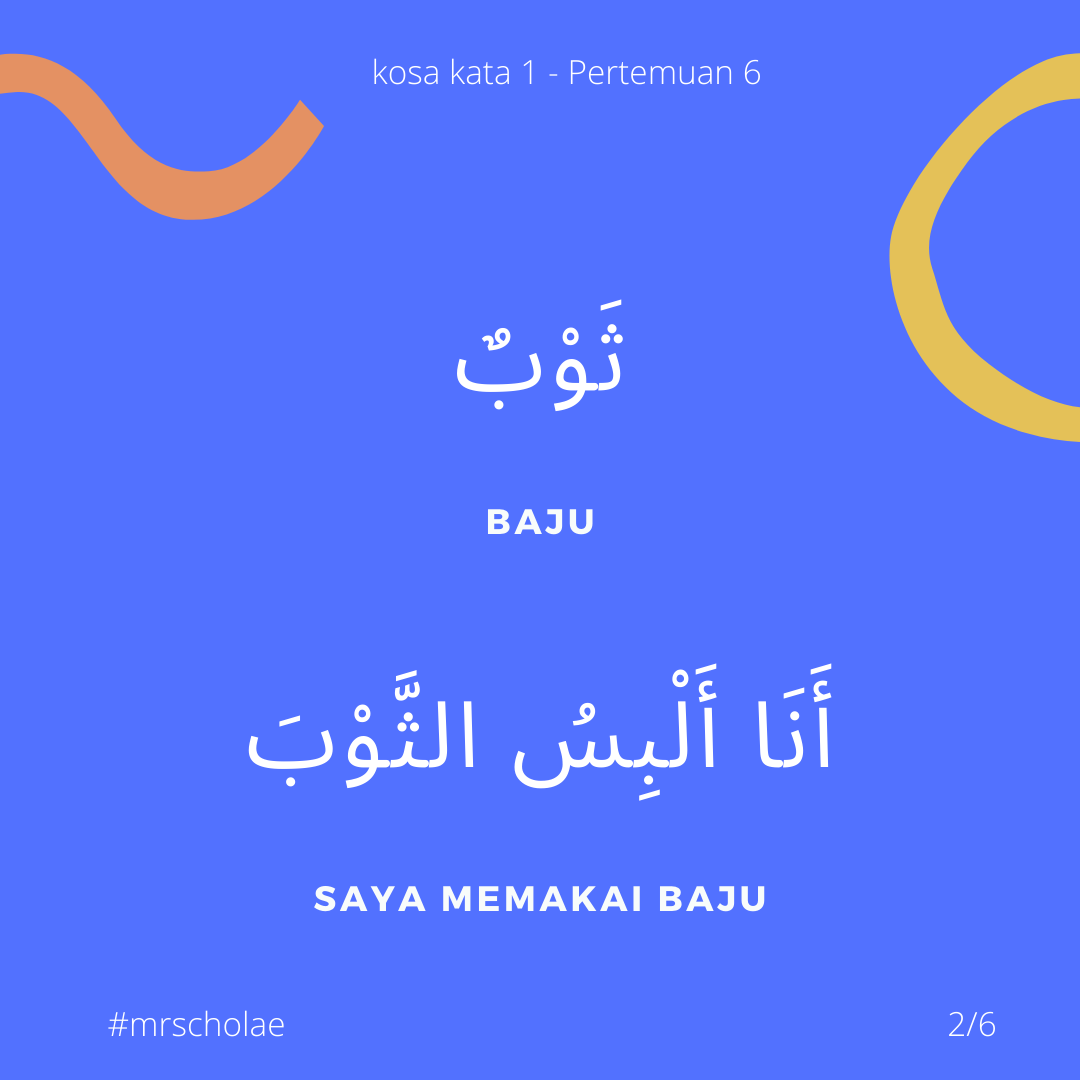 kosa kata 1 - Pertemuan 6
ثَوْبٌ
BAJU
أَنَا أَلْبِسُ الثَّوْبَ
SAYA MEMAKAI BAJU
#mrscholae
2/6